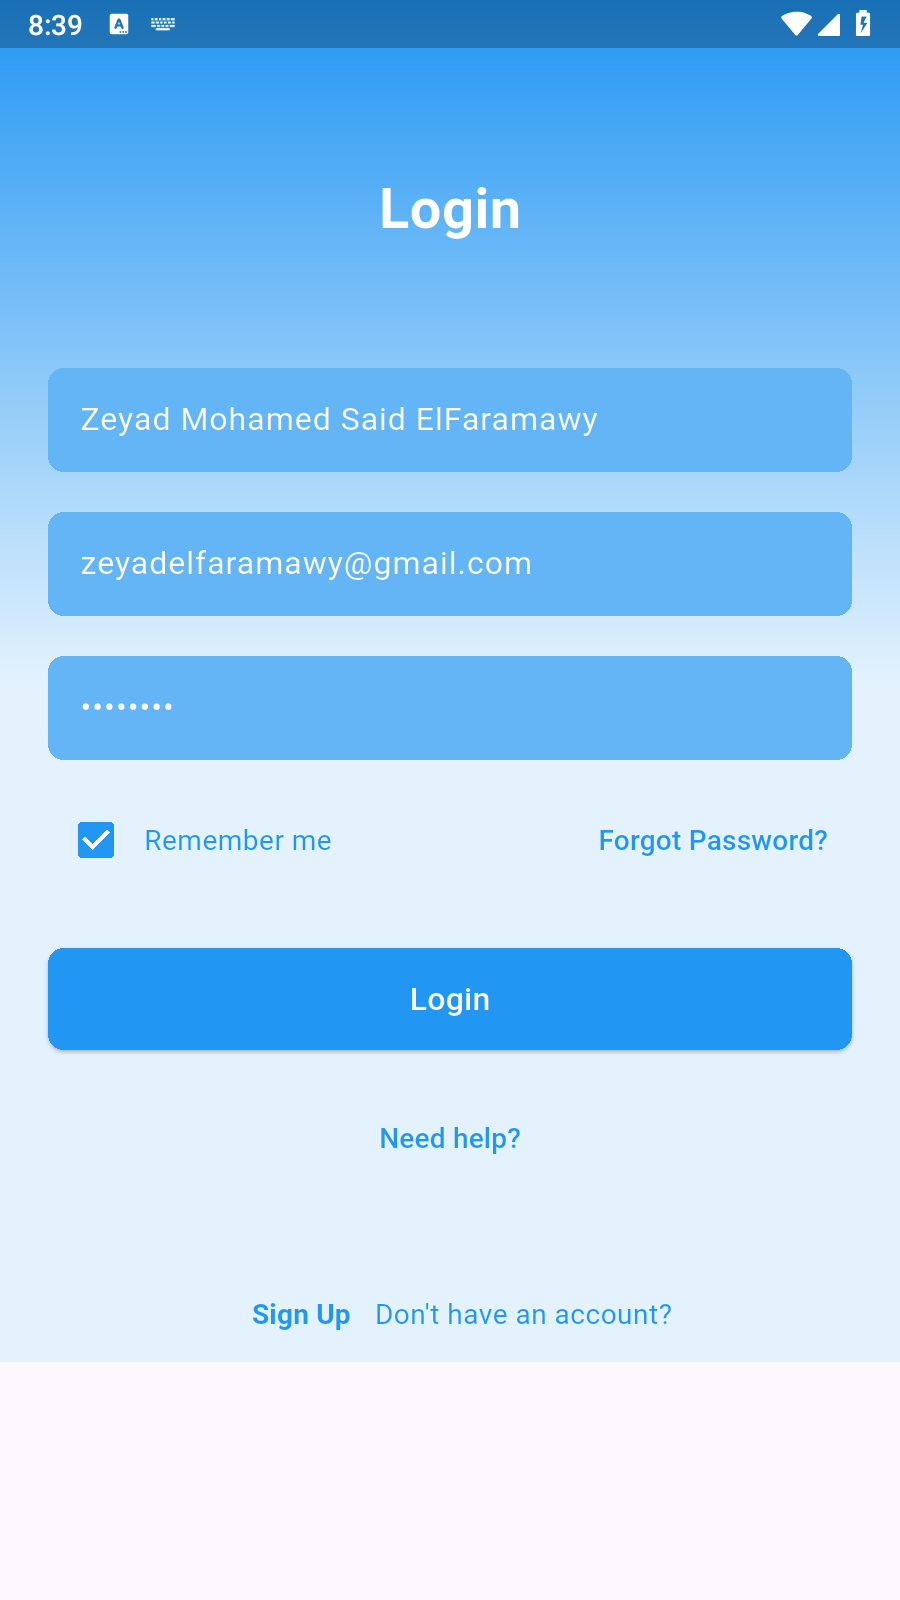 8:39
Login
Zeyad Mohamed Said ElFaramawy
zeyadelfaramawy@gmail.com
••••••••
Remember me
Forgot Password?
Login
Need help?
Sign Up Don't have an account?